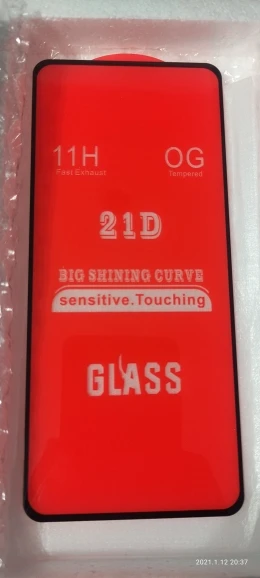 11H OG
Fast Exhaust Tempered
21D
BIG SHINING CURVE
sensitive.Touching
GLASS
2021.1.12 20:37